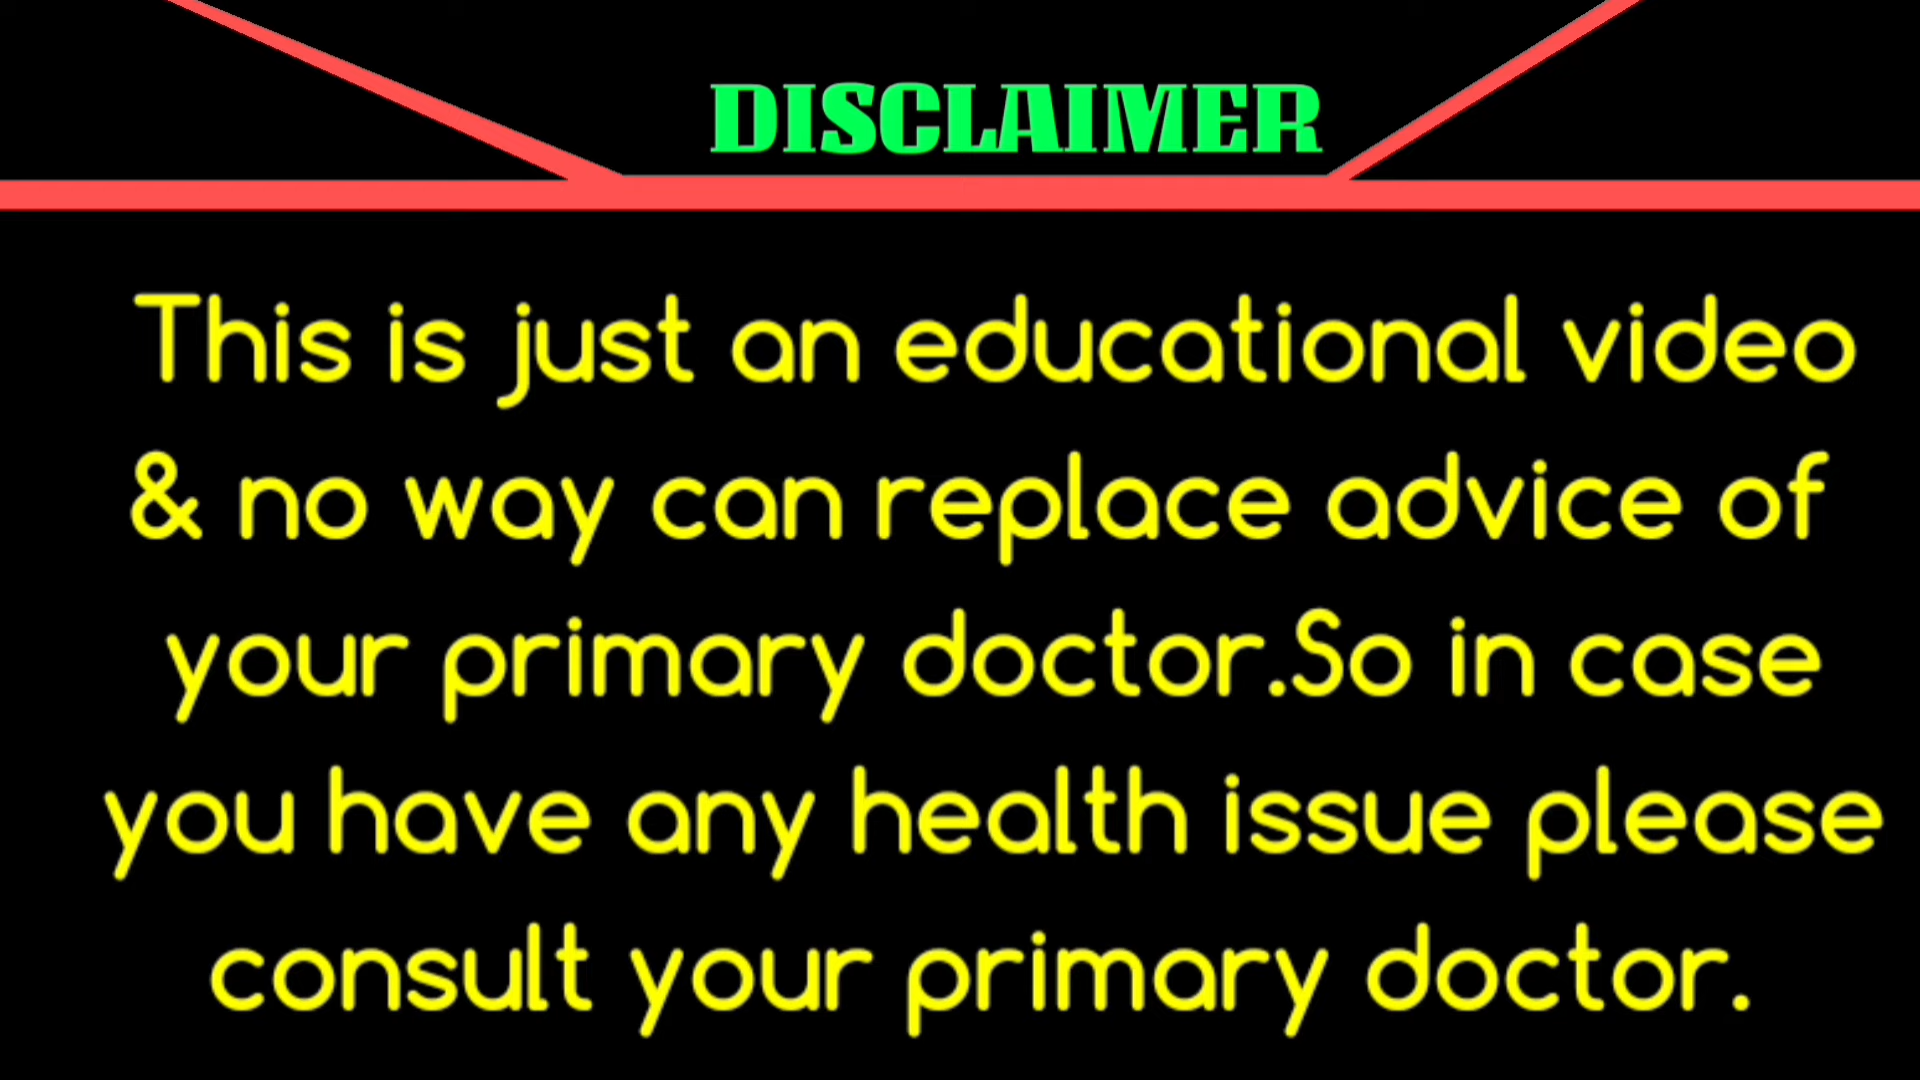 DISCLAIMER
This is just an educational video
& no way can replace advice of
your primary doctor.So in case
you have any health issue please
consult your primary doctor.